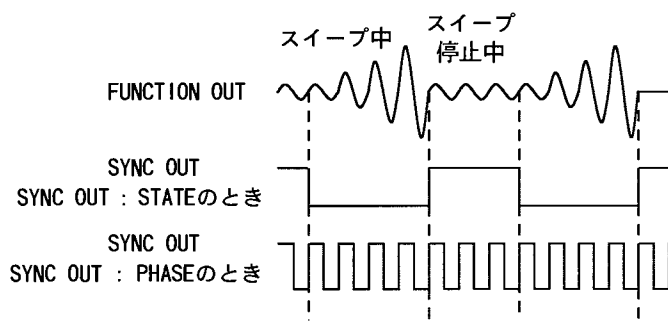 スイープ中
スイープ
停止中
FUNCTION OUT
SYNC OUT
SYNC OUT : STATEのとき
SYNC OUT
SYNC OUT : PHASEのとき